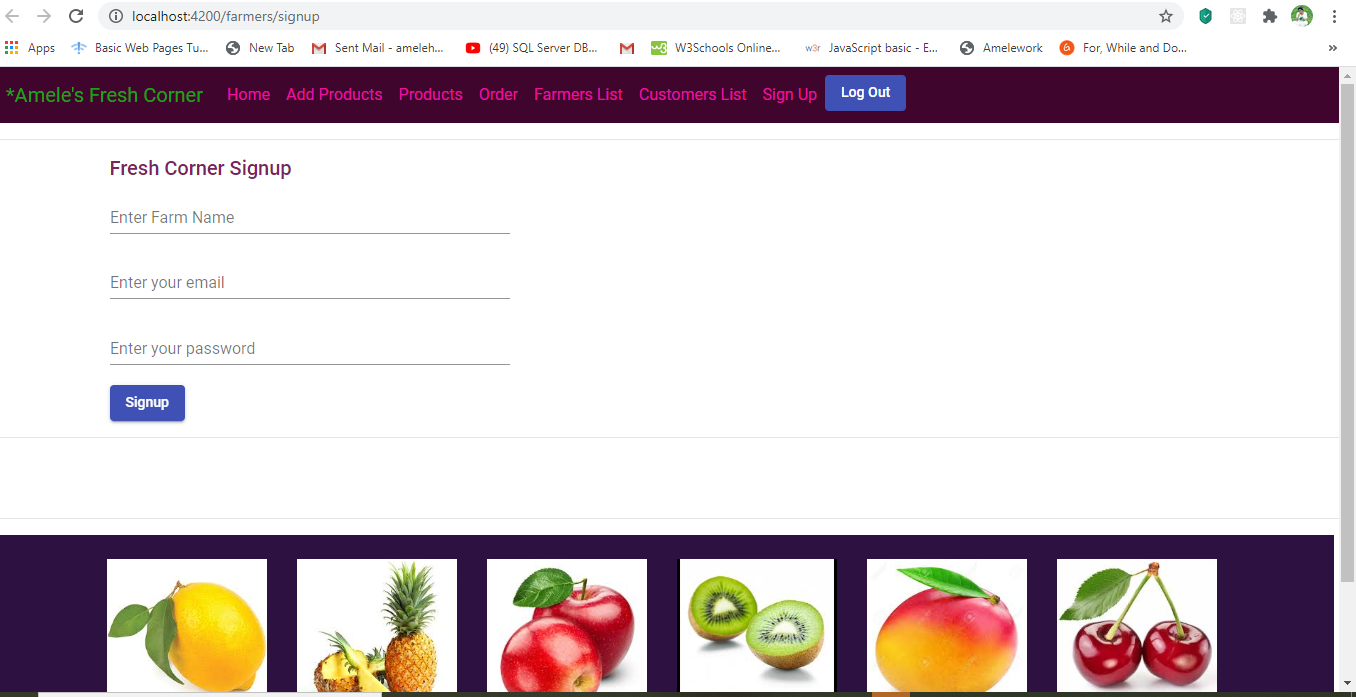 localhost:4200/farmers/signup
Apps Basic Web Pages Tu... New Tab Sent Mail - ameleh... (49) SQL Server DB... W3Schools Online... w3r JavaScript basic - E... Amelework For, While and Do... »
*Amele's Fresh Corner Home Add Products Products Order Farmers List Customers List Sign Up Log Out
Fresh Corner Signup
Enter Farm Name
Enter your email
Enter your password
Signup